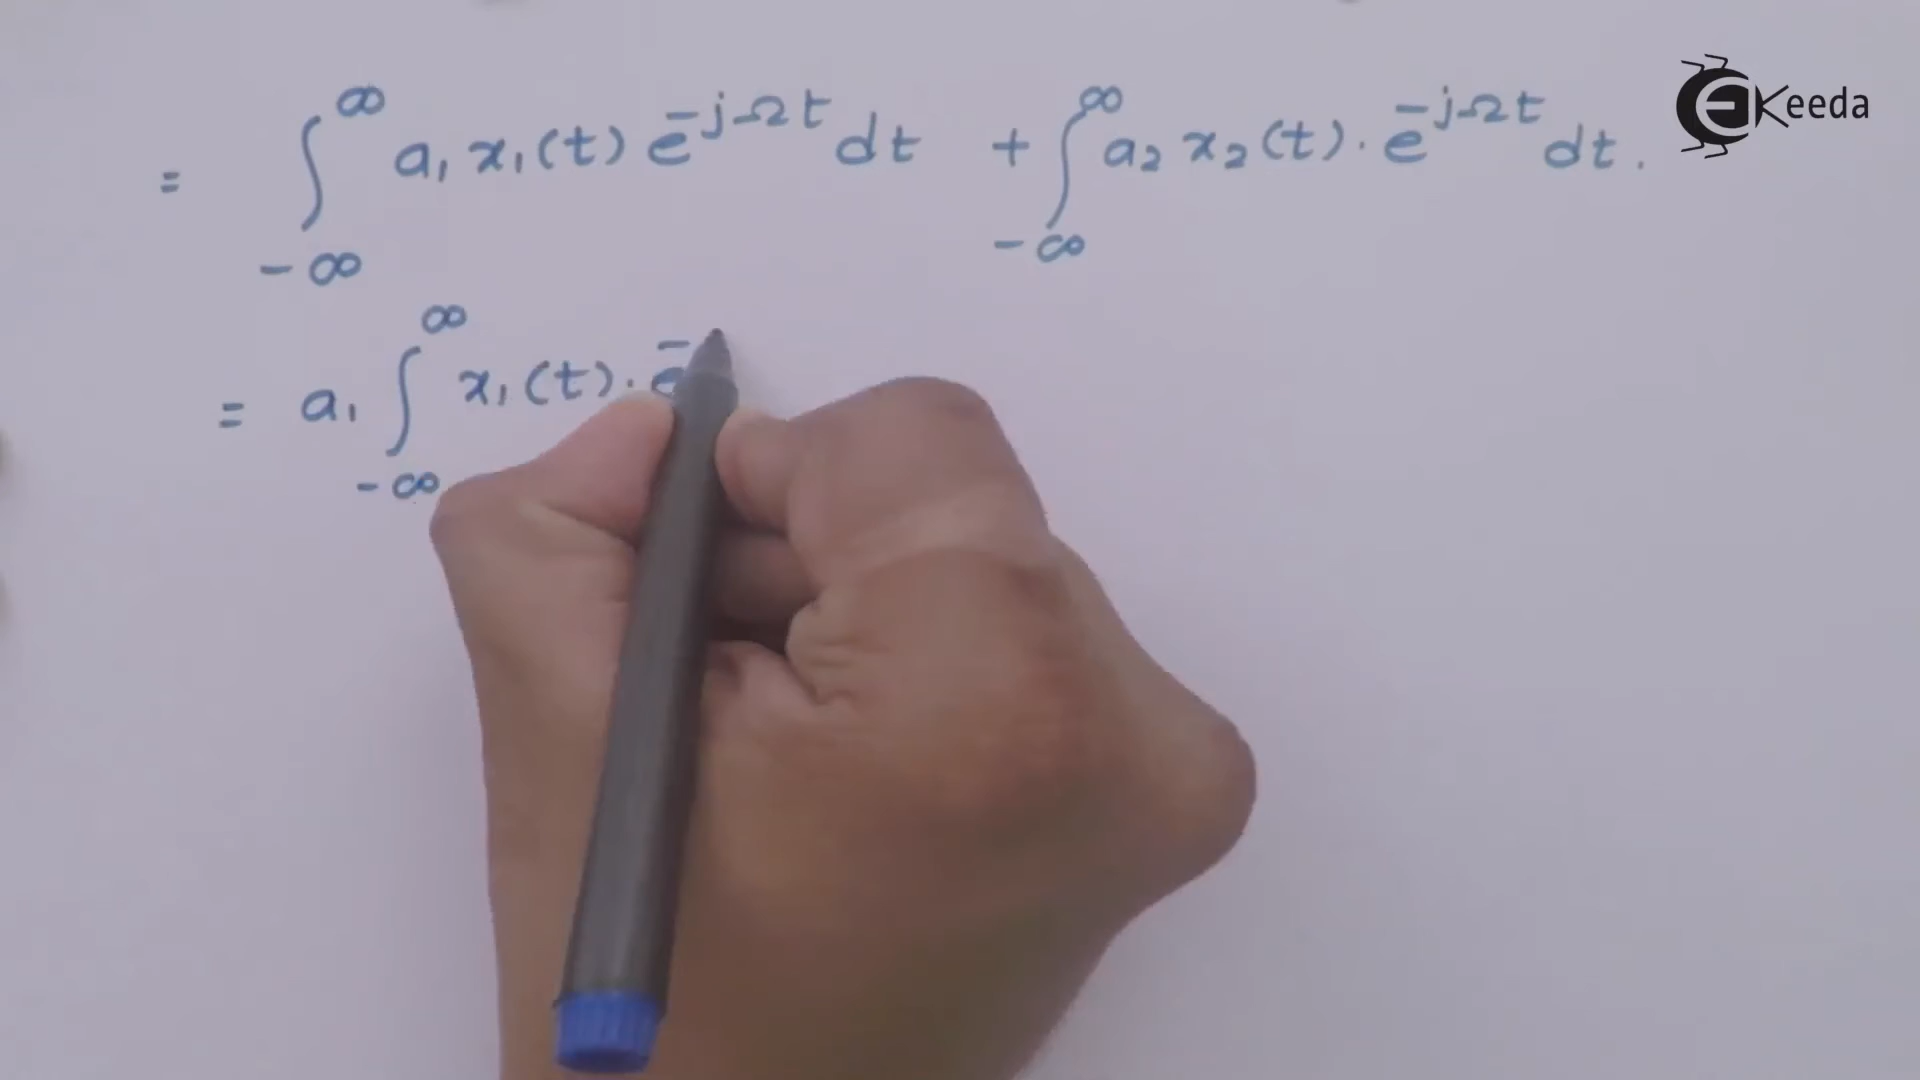 Keeda
= ∫_{-∞}^{∞} a₁ x₁(t) e^{-jΩt} dt + ∫_{-∞}^{∞} a₂ x₂(t) · e^{-jΩt} dt.
= a₁ ∫_{-∞}^{∞} x₁(t) · e^{-